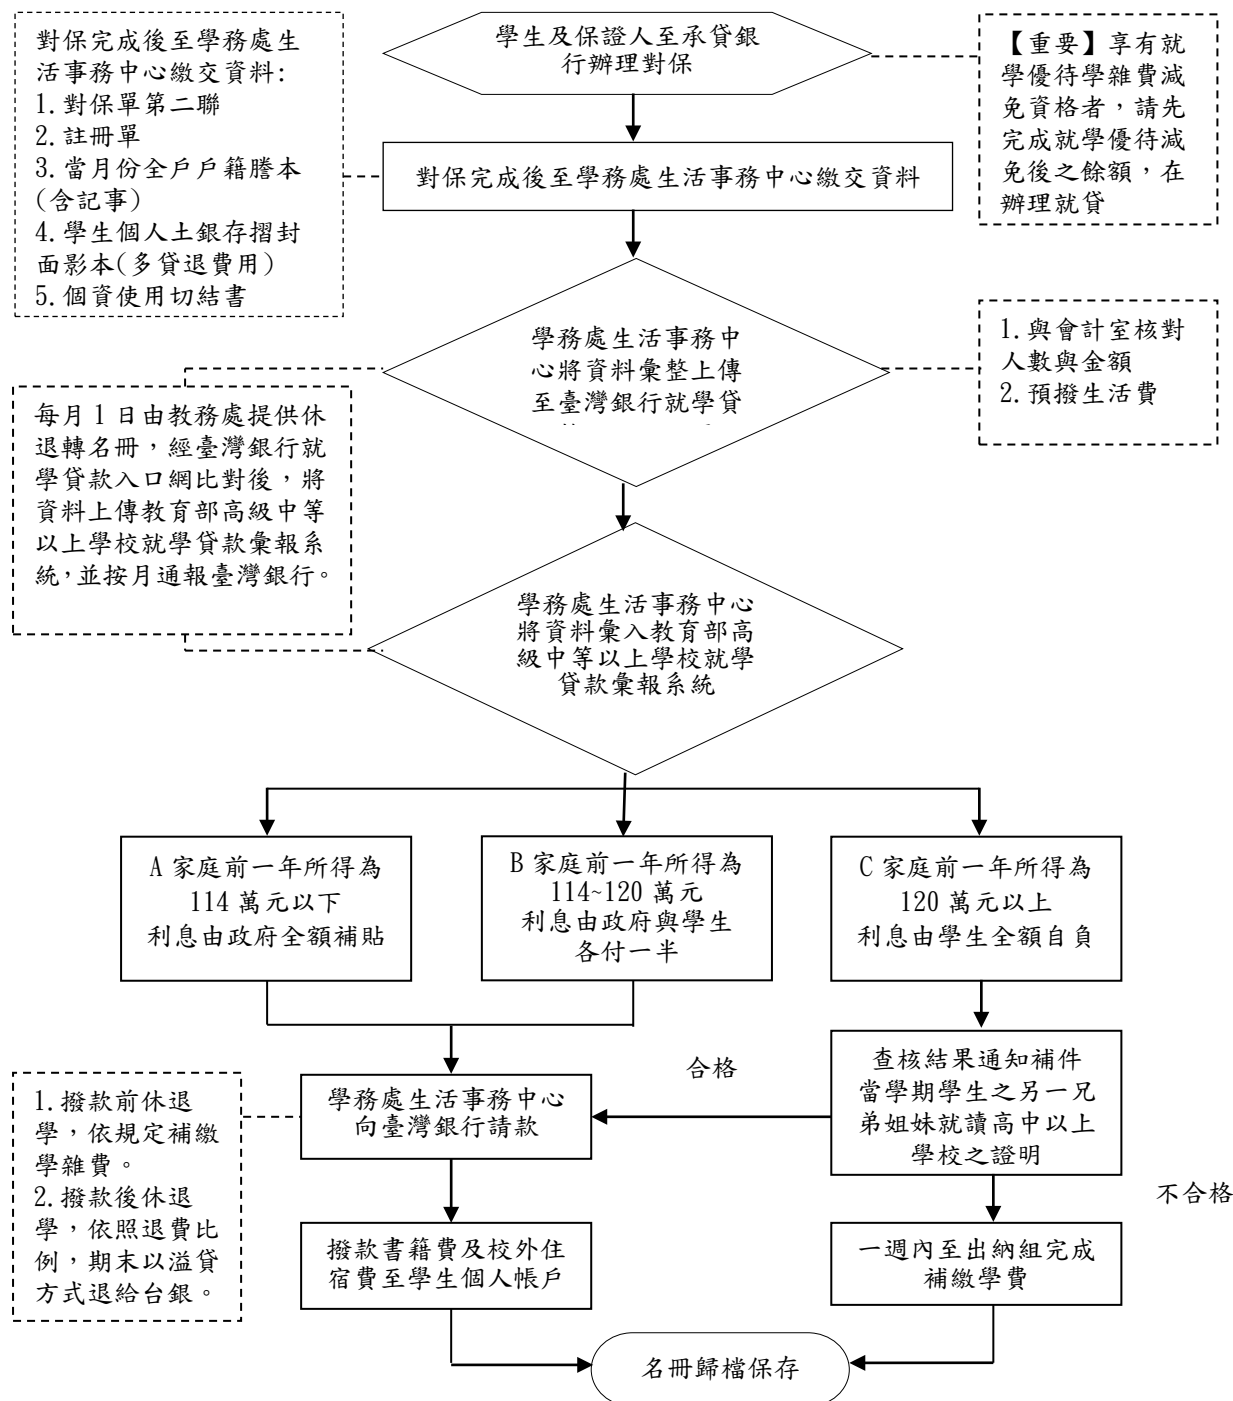 對保完成後至學務處生
活事務中心繳交資料:
1.對保單第二聯
2.註冊單
3.當月份全戶戶籍謄本
(含記事)
4.學生個人土銀存摺封
面影本(多貸退費用)
5.個資使用切結書
學生及保證人至承貸銀
行辦理對保
【重要】享有就
學優待學雜費減
免資格者，請先
完成就學優待減
免後之餘額，在
辦理就貸
對保完成後至學務處生活事務中心繳交資料
學務處生活事務中
心將資料彙整上傳
至臺灣銀行就學貸
1.與會計室核對
人數與金額
2.預撥生活費
每月1日由教務處提供休
退轉名冊，經臺灣銀行就
學貸款入口網比對後，將
資料上傳教育部高級中等
以上學校就學貸款彙報系
統，並按月通報臺灣銀行。
學務處生活事務中心
將資料彙入教育部高
級中等以上學校就學
貸款彙報系統
A 家庭前一年所得為
114 萬元以下
利息由政府全額補貼
B 家庭前一年所得為
114~120 萬元
利息由政府與學生
各付一半
C 家庭前一年所得為
120 萬元以上
利息由學生全額自負
1.撥款前休退
學，依規定補繳
學雜費。
2.撥款後休退
學，依照退費比
例，期末以溢貸
方式退給台銀。
學務處生活事務中心
向臺灣銀行請款
合格
查核結果通知補件
當學期學生之另一兄
弟姐妹就讀高中以上
學校之證明
不合格
撥款書籍費及校外住
宿費至學生個人帳戶
一週內至出納組完成
補繳學費
名冊歸檔保存